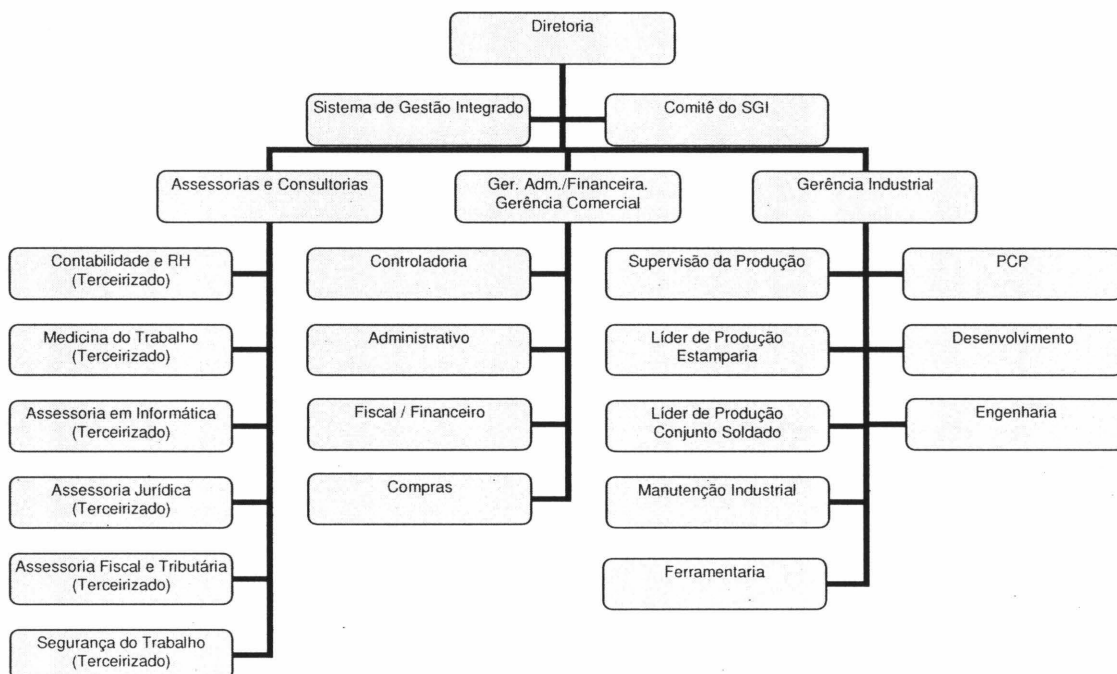 Diretoria
Sistema de Gestão Integrado
Comitê do SGI
Assessorias e Consultorias
Ger. Adm./Financeira.
Gerência Comercial
Gerência Industrial
Contabilidade e RH
(Terceirizado)
Controladoria
Supervisão da Produção
PCP
Medicina do Trabalho
(Terceirizado)
Administrativo
Líder de Produção
Estamparia
Desenvolvimento
Assessoria em Informática
(Terceirizado)
Fiscal / Financeiro
Líder de Produção
Conjunto Soldado
Engenharia
Assessoria Jurídica
(Terceirizado)
Compras
Manutenção Industrial
Assessoria Fiscal e Tributária
(Terceirizado)
Ferramentaria
Segurança do Trabalho
(Terceirizado)